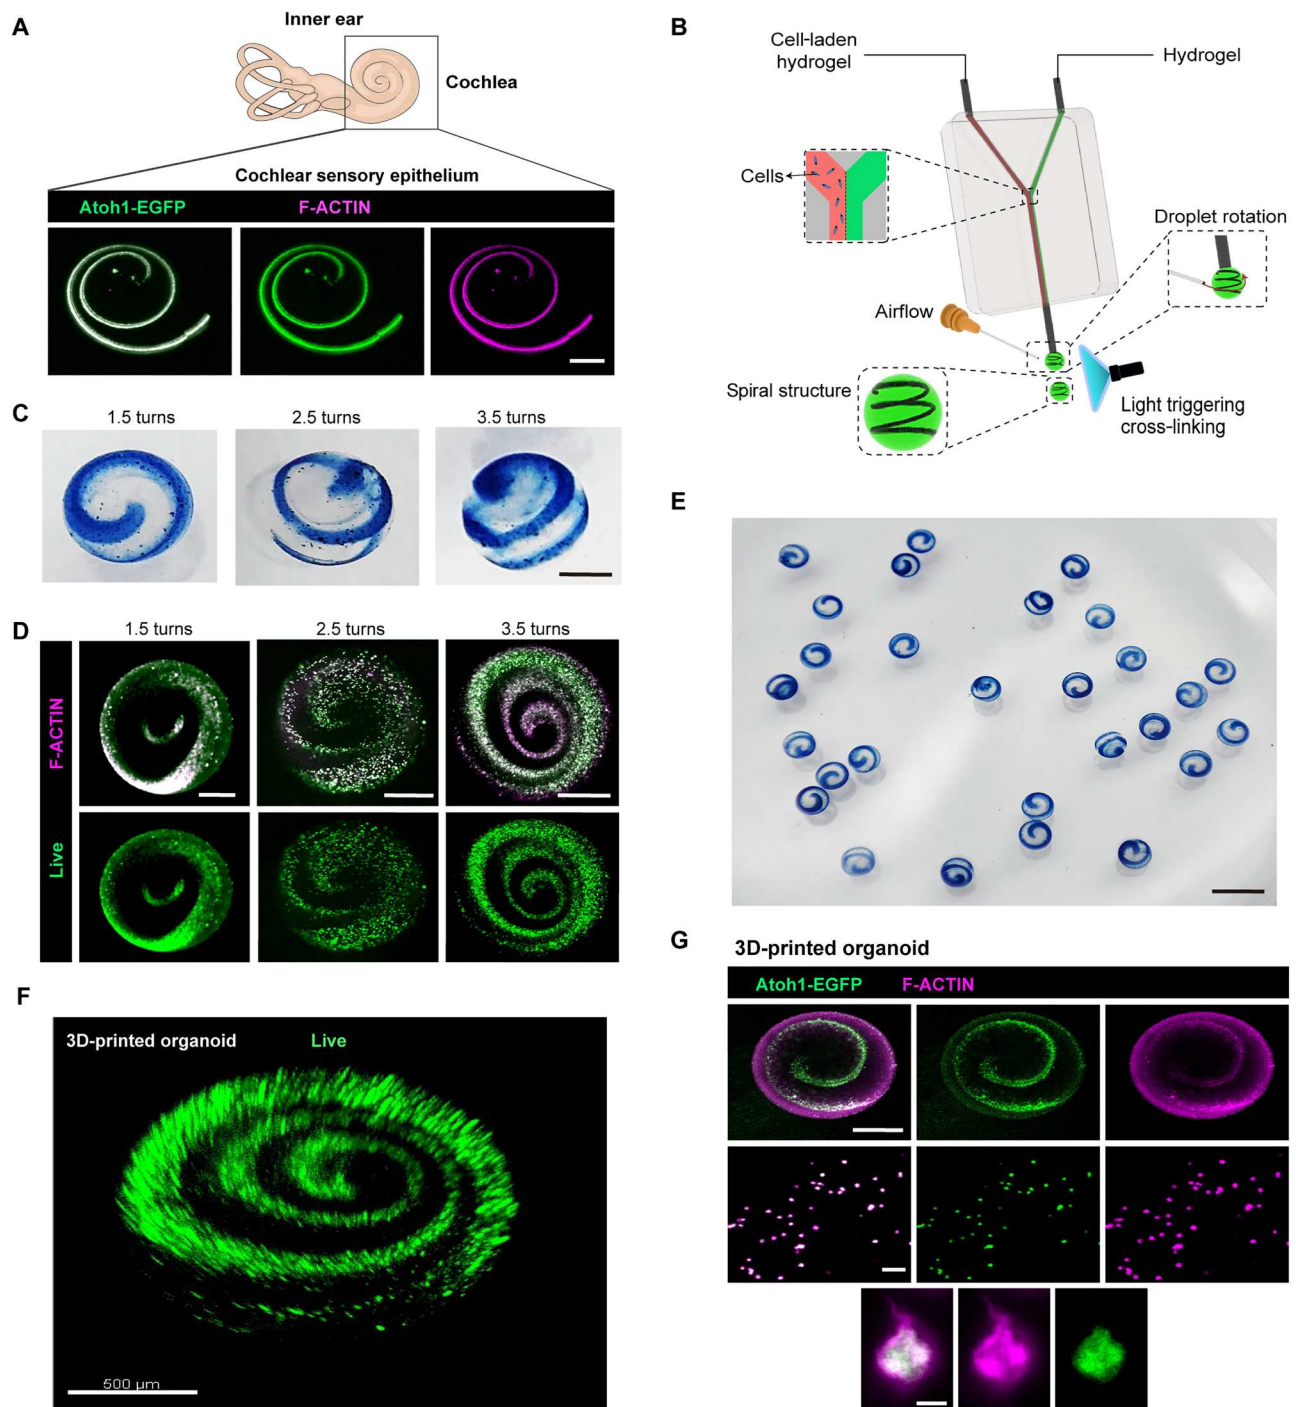 A
Inner ear
Cochlea
Cochlear sensory epithelium
Atoh1-EGFP
F-ACTIN
B
Cell-laden
hydrogel
Hydrogel
Cells
Droplet rotation
Airflow
Spiral structure
Light triggering
cross-linking
C
1.5 turns
2.5 turns
3.5 turns
D
1.5 turns
2.5 turns
3.5 turns
F-ACTIN
Live
E
F
3D-printed organoid
Live
500 μm
G
3D-printed organoid
Atoh1-EGFP
F-ACTIN